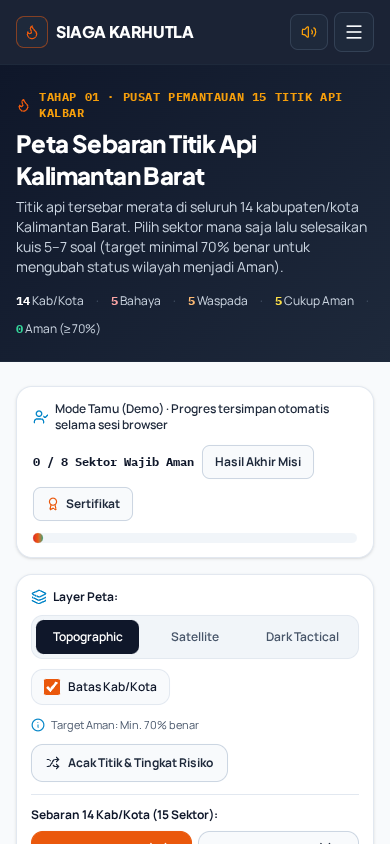 SIAGA KARHUTLA
TAHAP 01 · PUSAT PEMANTAUAN 15 TITIK API
KALBAR
Peta Sebaran Titik Api
Kalimantan Barat
Titik api tersebar merata di seluruh 14 kabupaten/kota
Kalimantan Barat. Pilih sektor mana saja lalu selesaikan
kuis 5–7 soal (target minimal 70% benar untuk
mengubah status wilayah menjadi Aman).
14 Kab/Kota · 5 Bahaya · 5 Waspada · 5 Cukup Aman ·
0 Aman (≥70%)
Mode Tamu (Demo) · Progres tersimpan otomatis
selama sesi browser
0 / 8 Sektor Wajib Aman Hasil Akhir Misi
Sertifikat
Layer Peta:
Topographic Satellite Dark Tactical
Batas Kab/Kota
Target Aman: Min. 70% benar
Acak Titik & Tingkat Risiko
Sebaran 14 Kab/Kota (15 Sektor):